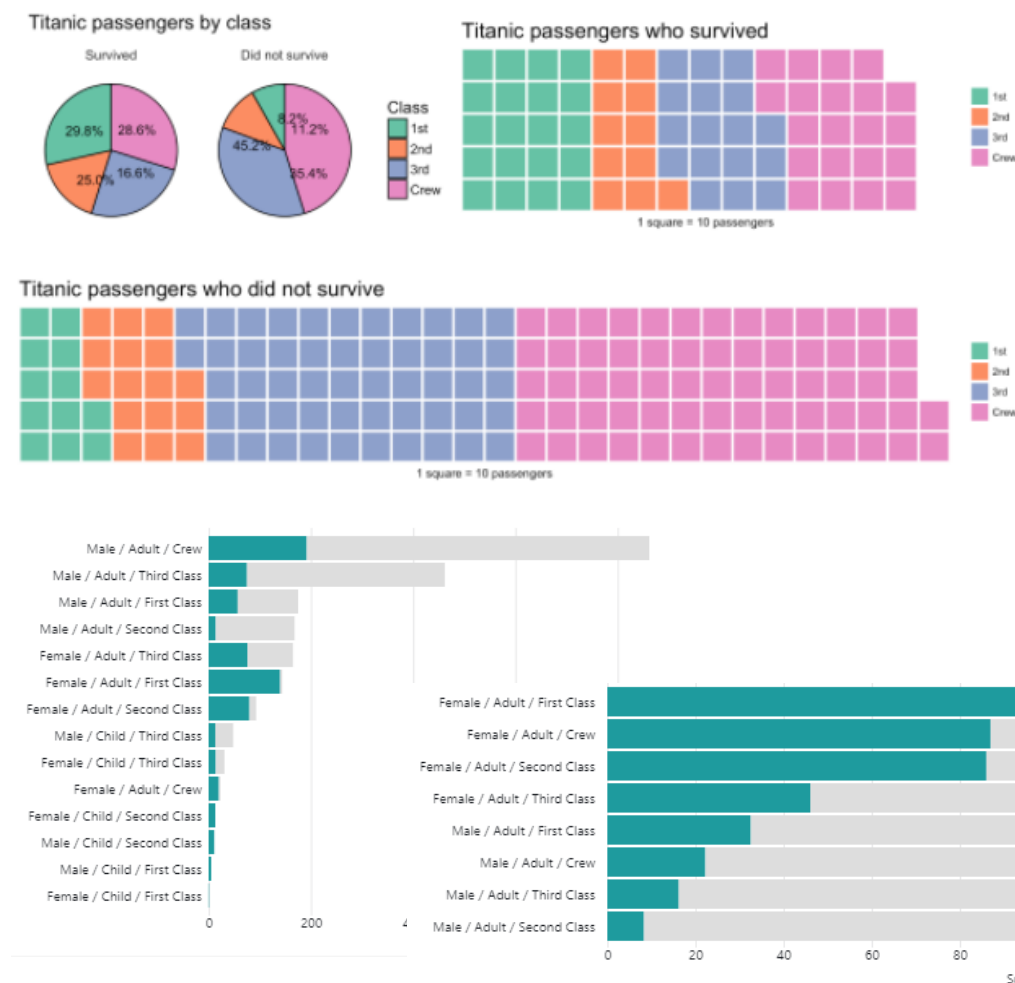 Titanic passengers by class
Survived
Did not survive
29.8%
28.6%
25.0%
16.6%
8.2%
11.2%
45.2%
35.4%
Class
1st
2nd
3rd
Crew
Titanic passengers who survived
1st
2nd
3rd
Crew
1 square = 10 passengers
Titanic passengers who did not survive
1st
2nd
3rd
Crew
1 square = 10 passengers
Male / Adult / Crew
Male / Adult / Third Class
Male / Adult / First Class
Male / Adult / Second Class
Female / Adult / Third Class
Female / Adult / First Class
Female / Adult / Second Class
Male / Child / Third Class
Female / Child / Third Class
Female / Adult / Crew
Female / Child / Second Class
Male / Child / Second Class
Male / Child / First Class
Female / Child / First Class
0 200
Female / Adult / First Class
Female / Adult / Crew
Female / Adult / Second Class
Female / Adult / Third Class
Male / Adult / First Class
Male / Adult / Crew
Male / Adult / Third Class
Male / Adult / Second Class
0 20 40 60 80